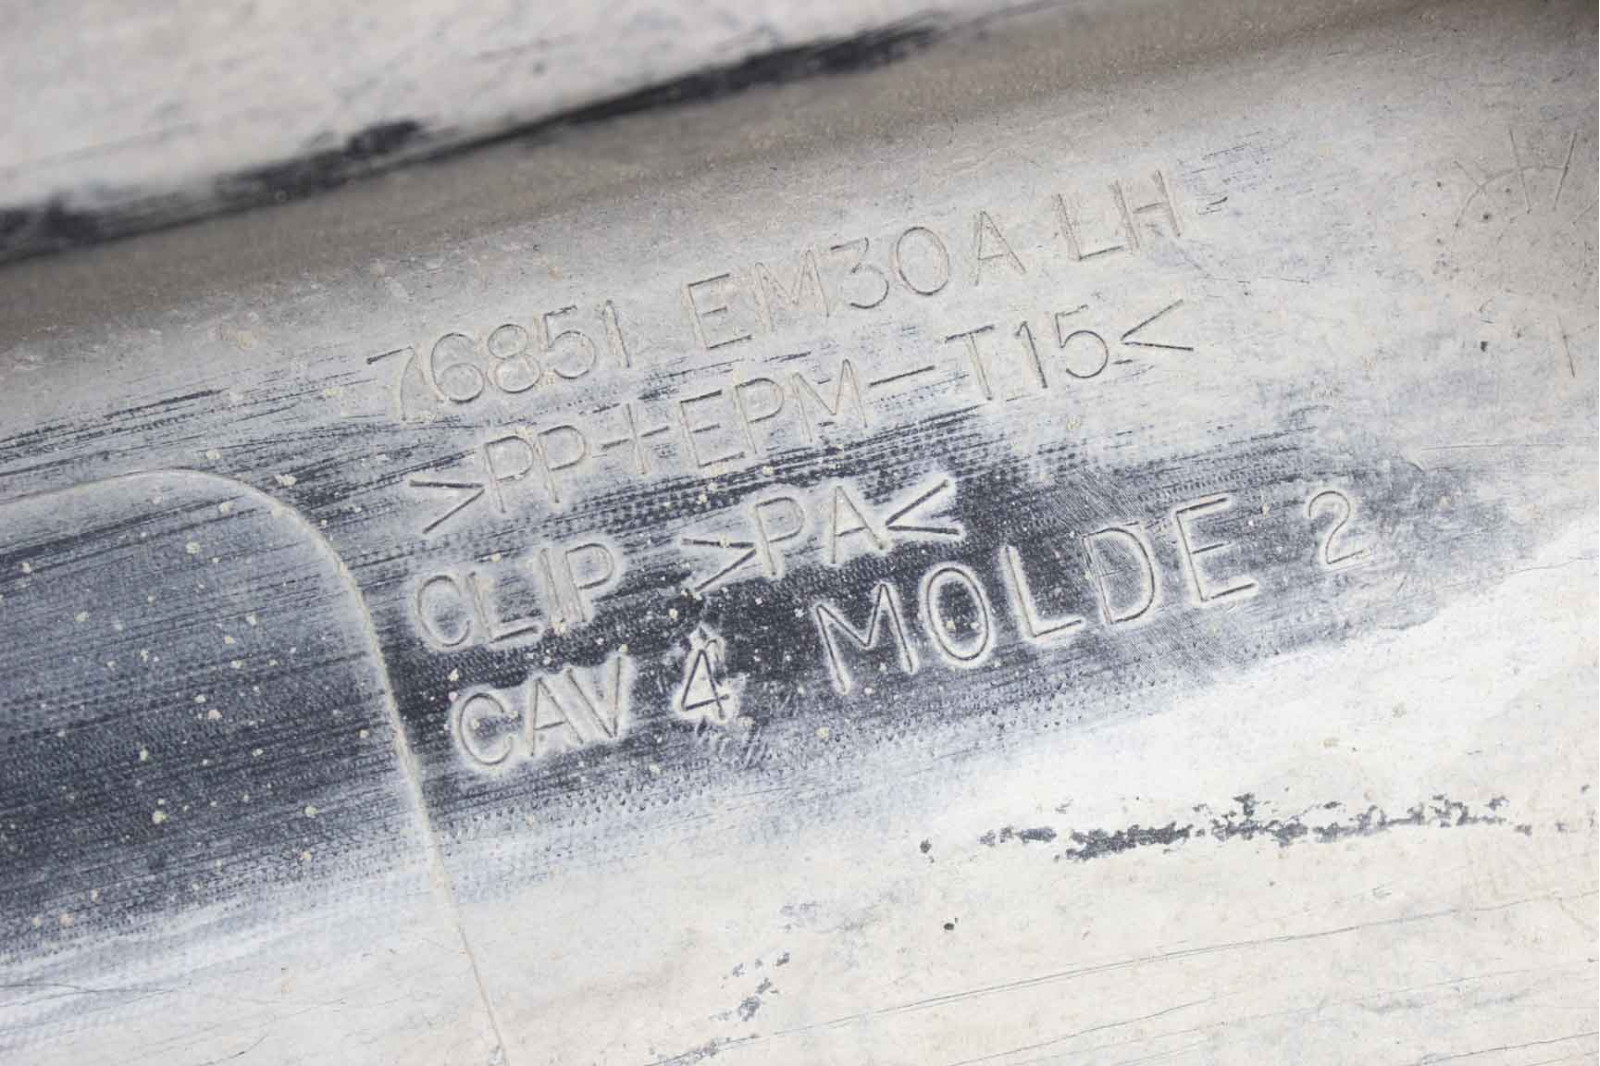 76851 EM30A LH
>PP+EPM-T15<
CLIP >PA<
CAV 4 MOLDE 2